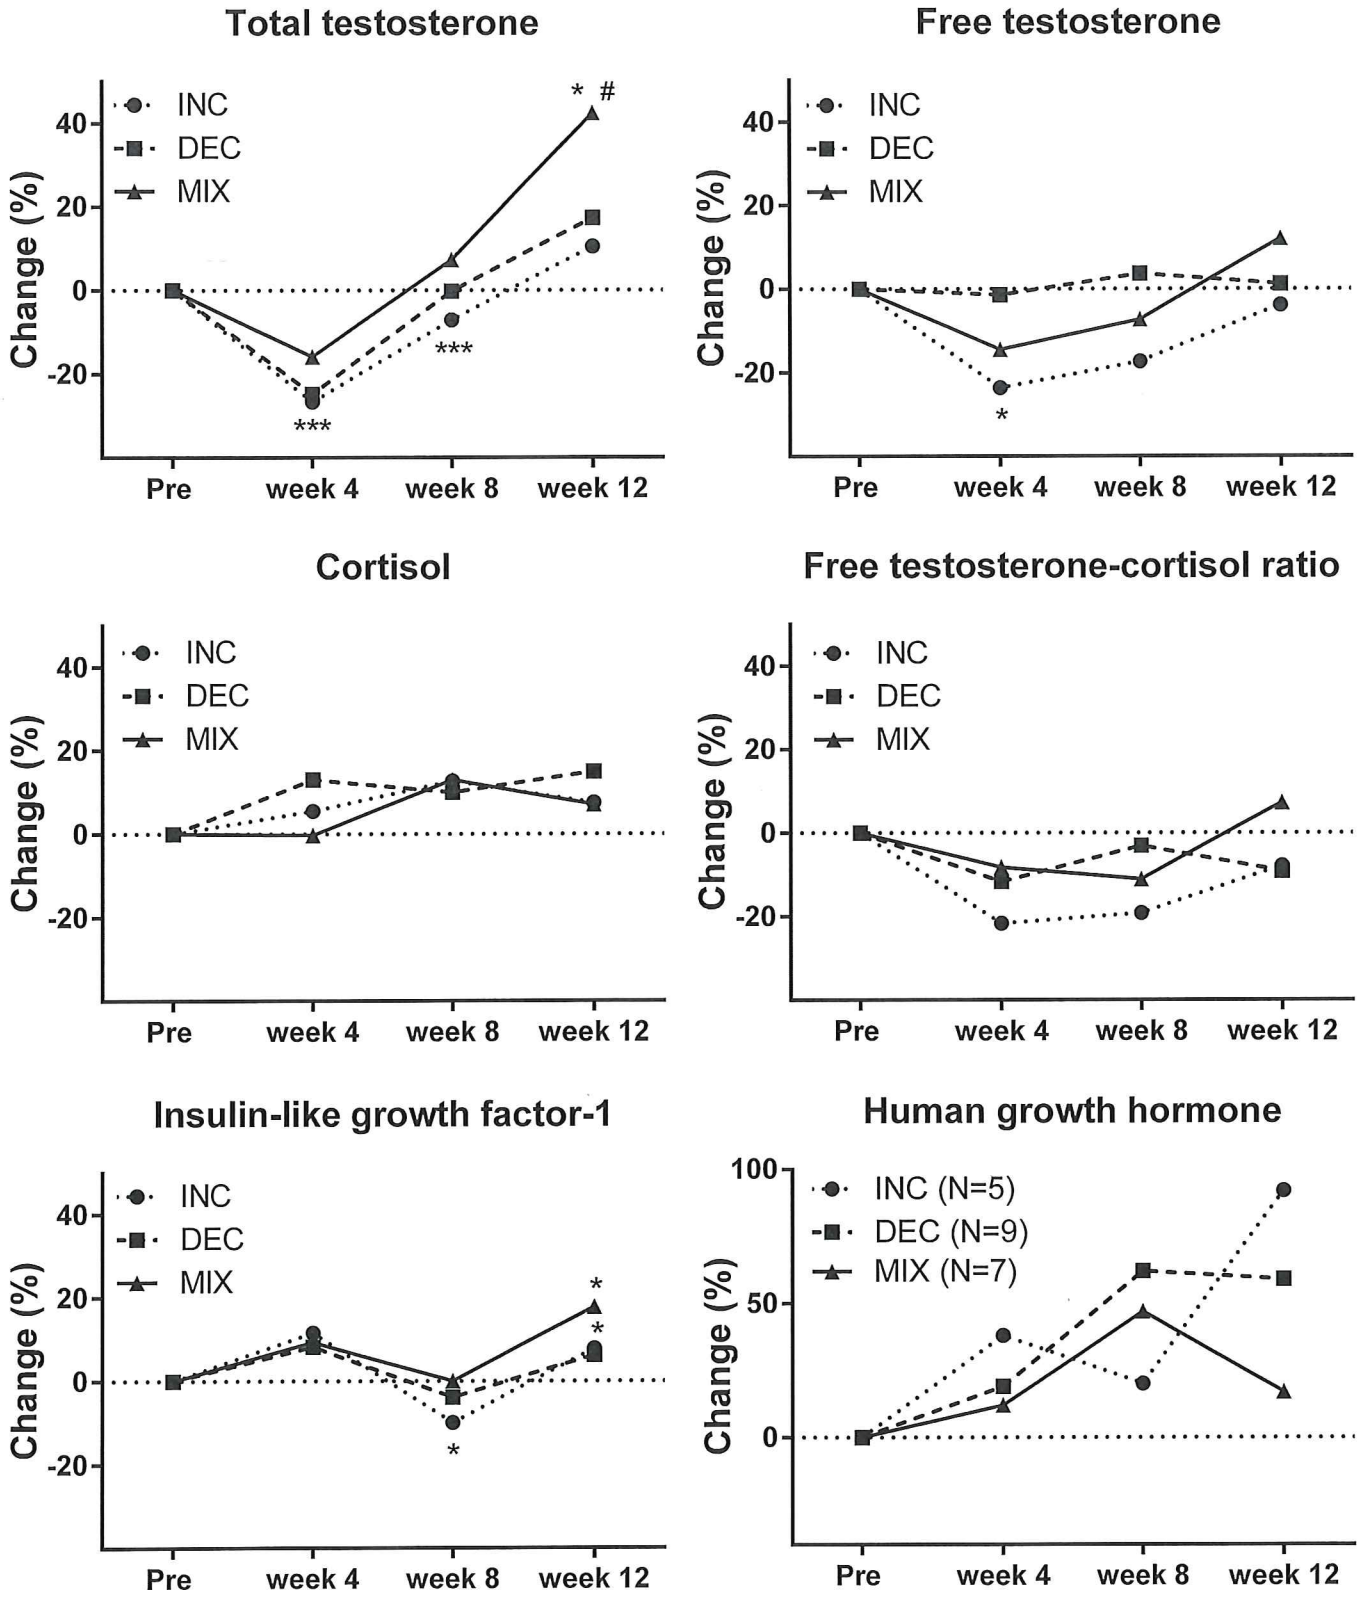 Total testosterone
INC
DEC
MIX
* #
***
***
40
20
0
-20
Change (%)
Pre week 4 week 8 week 12
Free testosterone
INC
DEC
MIX
*
40
20
0
-20
Change (%)
Pre week 4 week 8 week 12
Cortisol
INC
DEC
MIX
40
20
0
-20
Change (%)
Pre week 4 week 8 week 12
Free testosterone-cortisol ratio
INC
DEC
MIX
40
20
0
-20
Change (%)
Pre week 4 week 8 week 12
Insulin-like growth factor-1
INC
DEC
MIX
*
*
*
40
20
0
-20
Change (%)
Pre week 4 week 8 week 12
Human growth hormone
INC (N=5)
DEC (N=9)
MIX (N=7)
100
50
0
Change (%)
Pre week 4 week 8 week 12